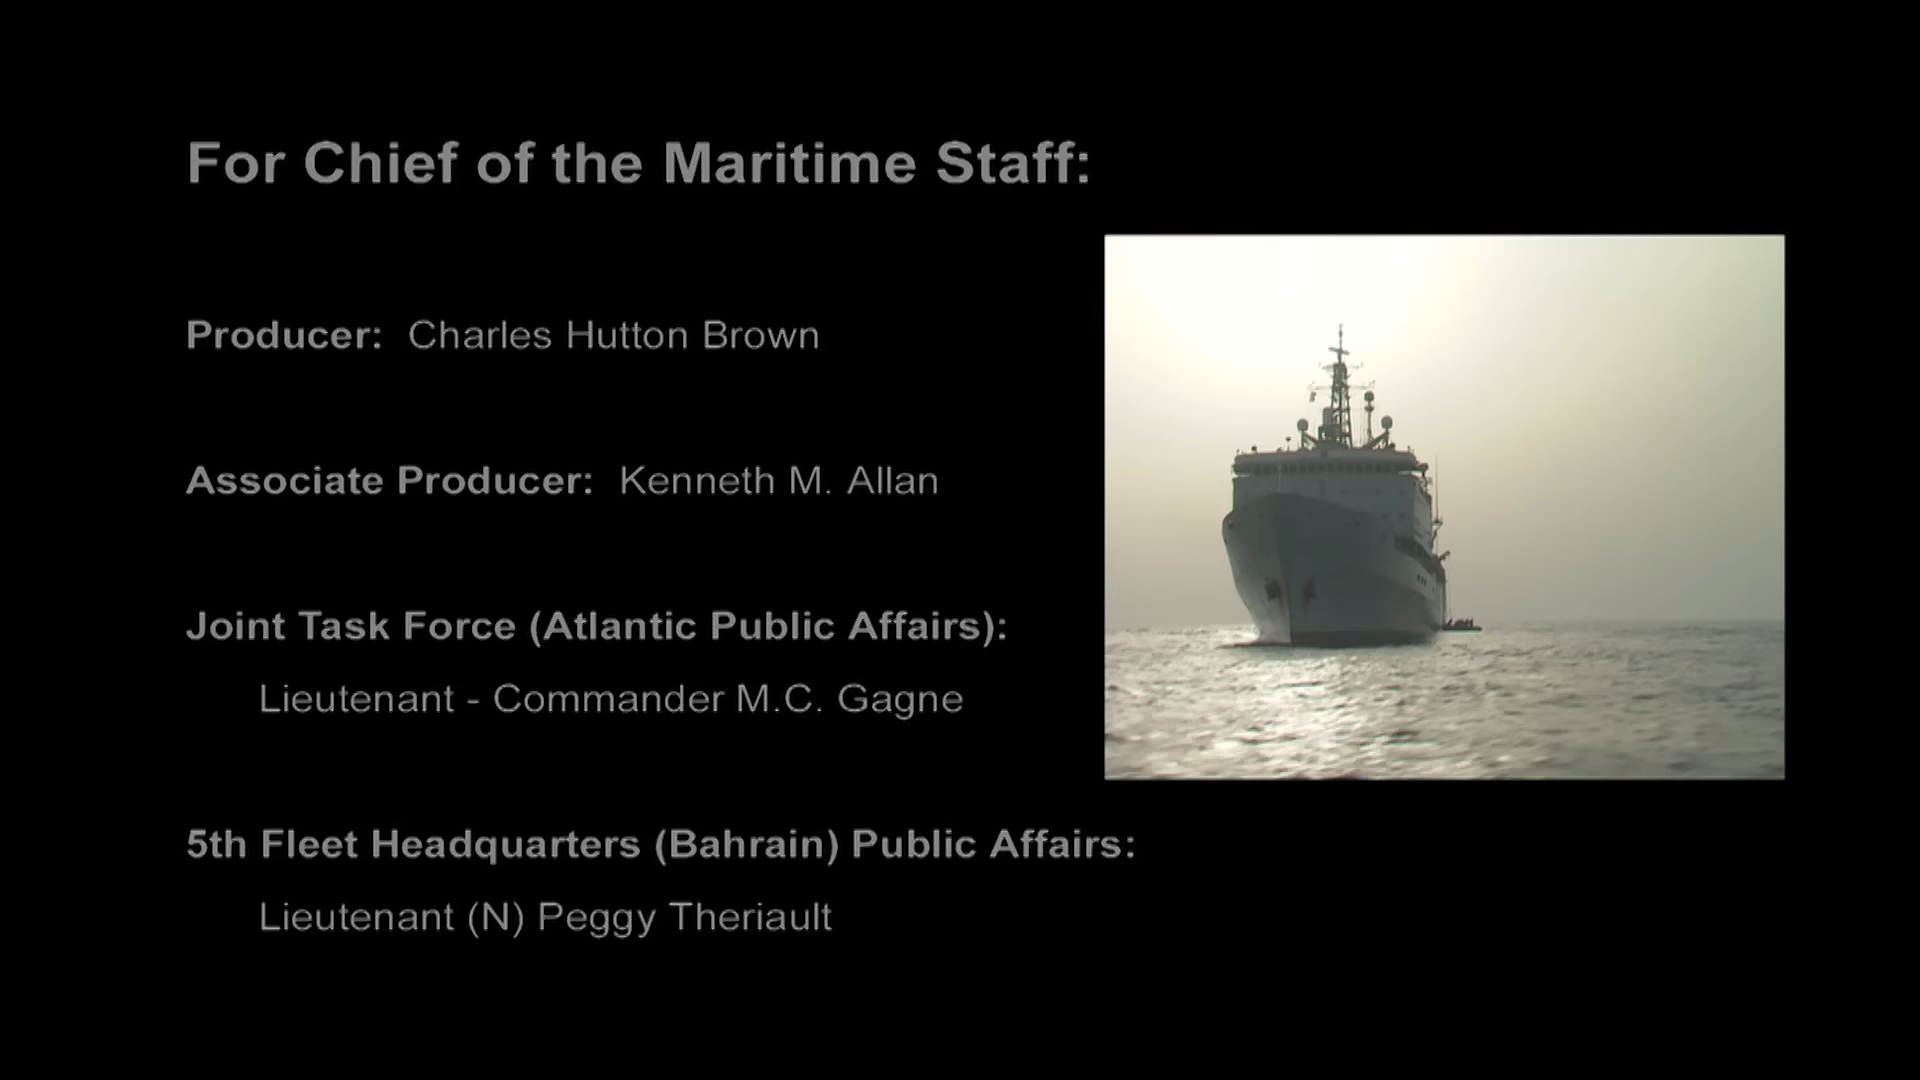 For Chief of the Maritime Staff:
Producer: Charles Hutton Brown
Associate Producer: Kenneth M. Allan
Joint Task Force (Atlantic Public Affairs):
Lieutenant - Commander M.C. Gagne
5th Fleet Headquarters (Bahrain) Public Affairs:
Lieutenant (N) Peggy Theriault